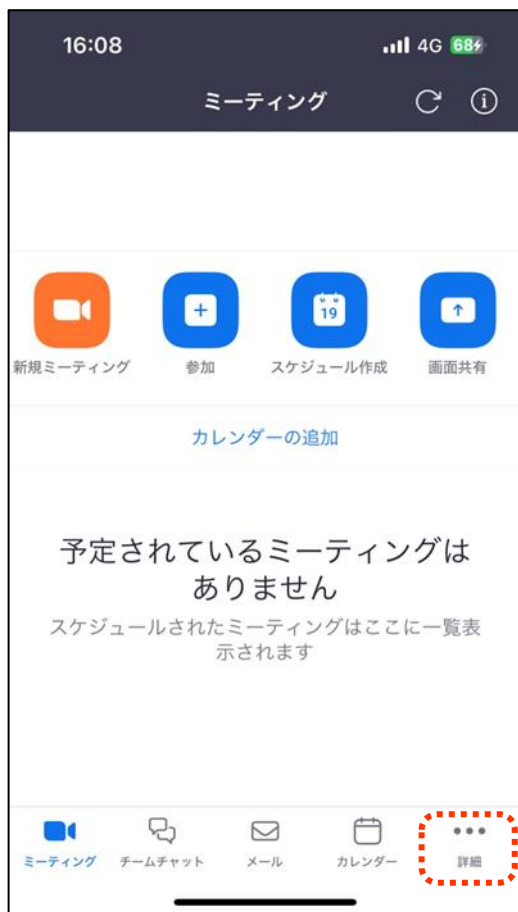 16:08 4G 68
ミーティング
19
新規ミーティング 参加 スケジュール作成 画面共有
カレンダーの追加
予定されているミーティングは
ありません
スケジュールされたミーティングはここに一覧表
示されます
ミーティング チームチャット メール カレンダー 詳細